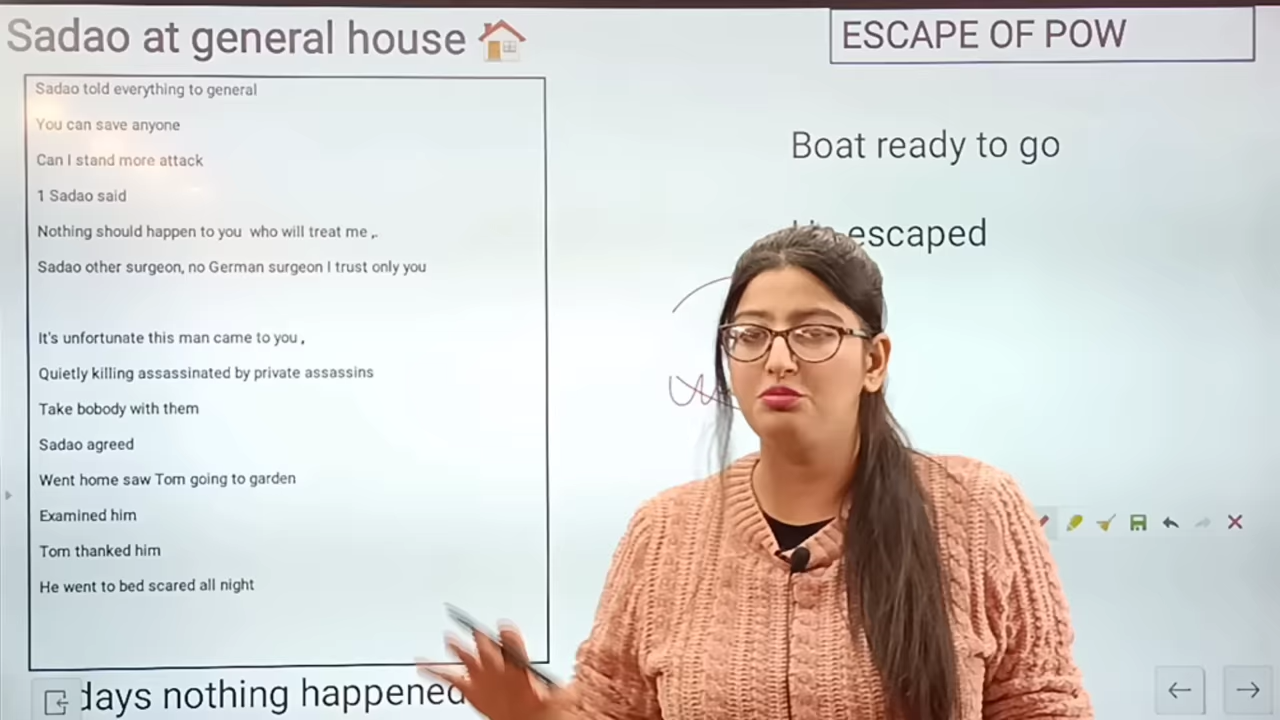 Sadao at general house
Sadao told everything to general
You can save anyone
Can I stand more attack
1 Sadao said
Nothing should happen to you who will treat me ,.
Sadao other surgeon, no German surgeon I trust only you
It's unfortunate this man came to you ,
Quietly killing assassinated by private assassins
Take bobody with them
Sadao agreed
Went home saw Tom going to garden
Examined him
Tom thanked him
He went to bed scared all night
days nothing happened
ESCAPE OF POW
Boat ready to go
escaped